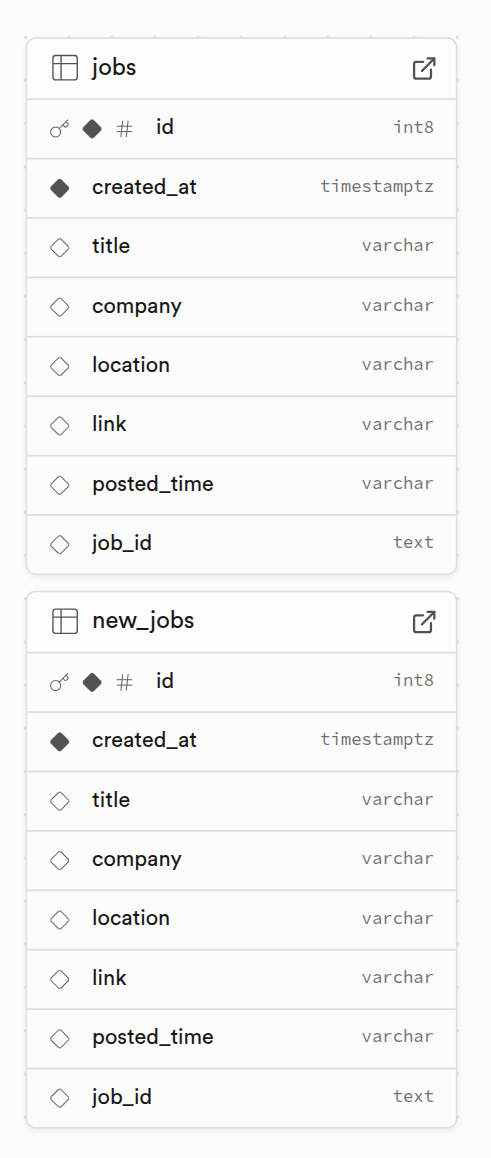 jobs
id int8
created_at timestamptz
title varchar
company varchar
location varchar
link varchar
posted_time varchar
job_id text
new_jobs
id int8
created_at timestamptz
title varchar
company varchar
location varchar
link varchar
posted_time varchar
job_id text